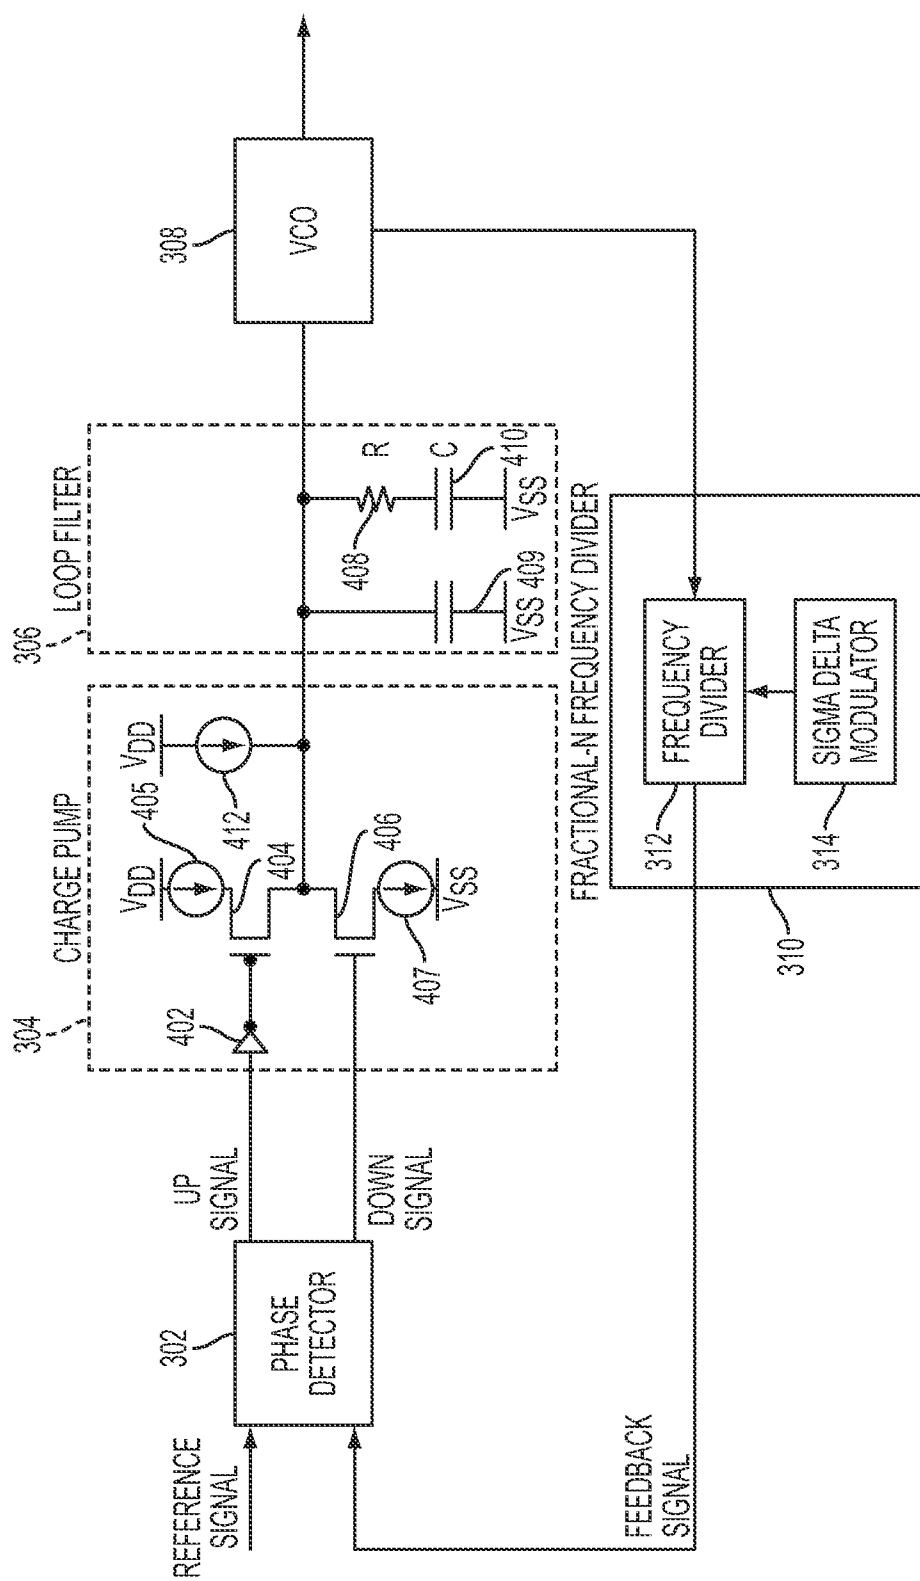 REFERENCE
SIGNAL
302
PHASE
DETECTOR
UP
SIGNAL
DOWN
SIGNAL
FEEDBACK
SIGNAL
304
CHARGE PUMP
402
VDD
405
404
VDD
412
406
407
VSS
306
LOOP FILTER
408
R
C
409
VSS
410
VSS
308
VCO
FRACTIONAL-N FREQUENCY DIVIDER
310
312
FREQUENCY
DIVIDER
314
SIGMA DELTA
MODULATOR